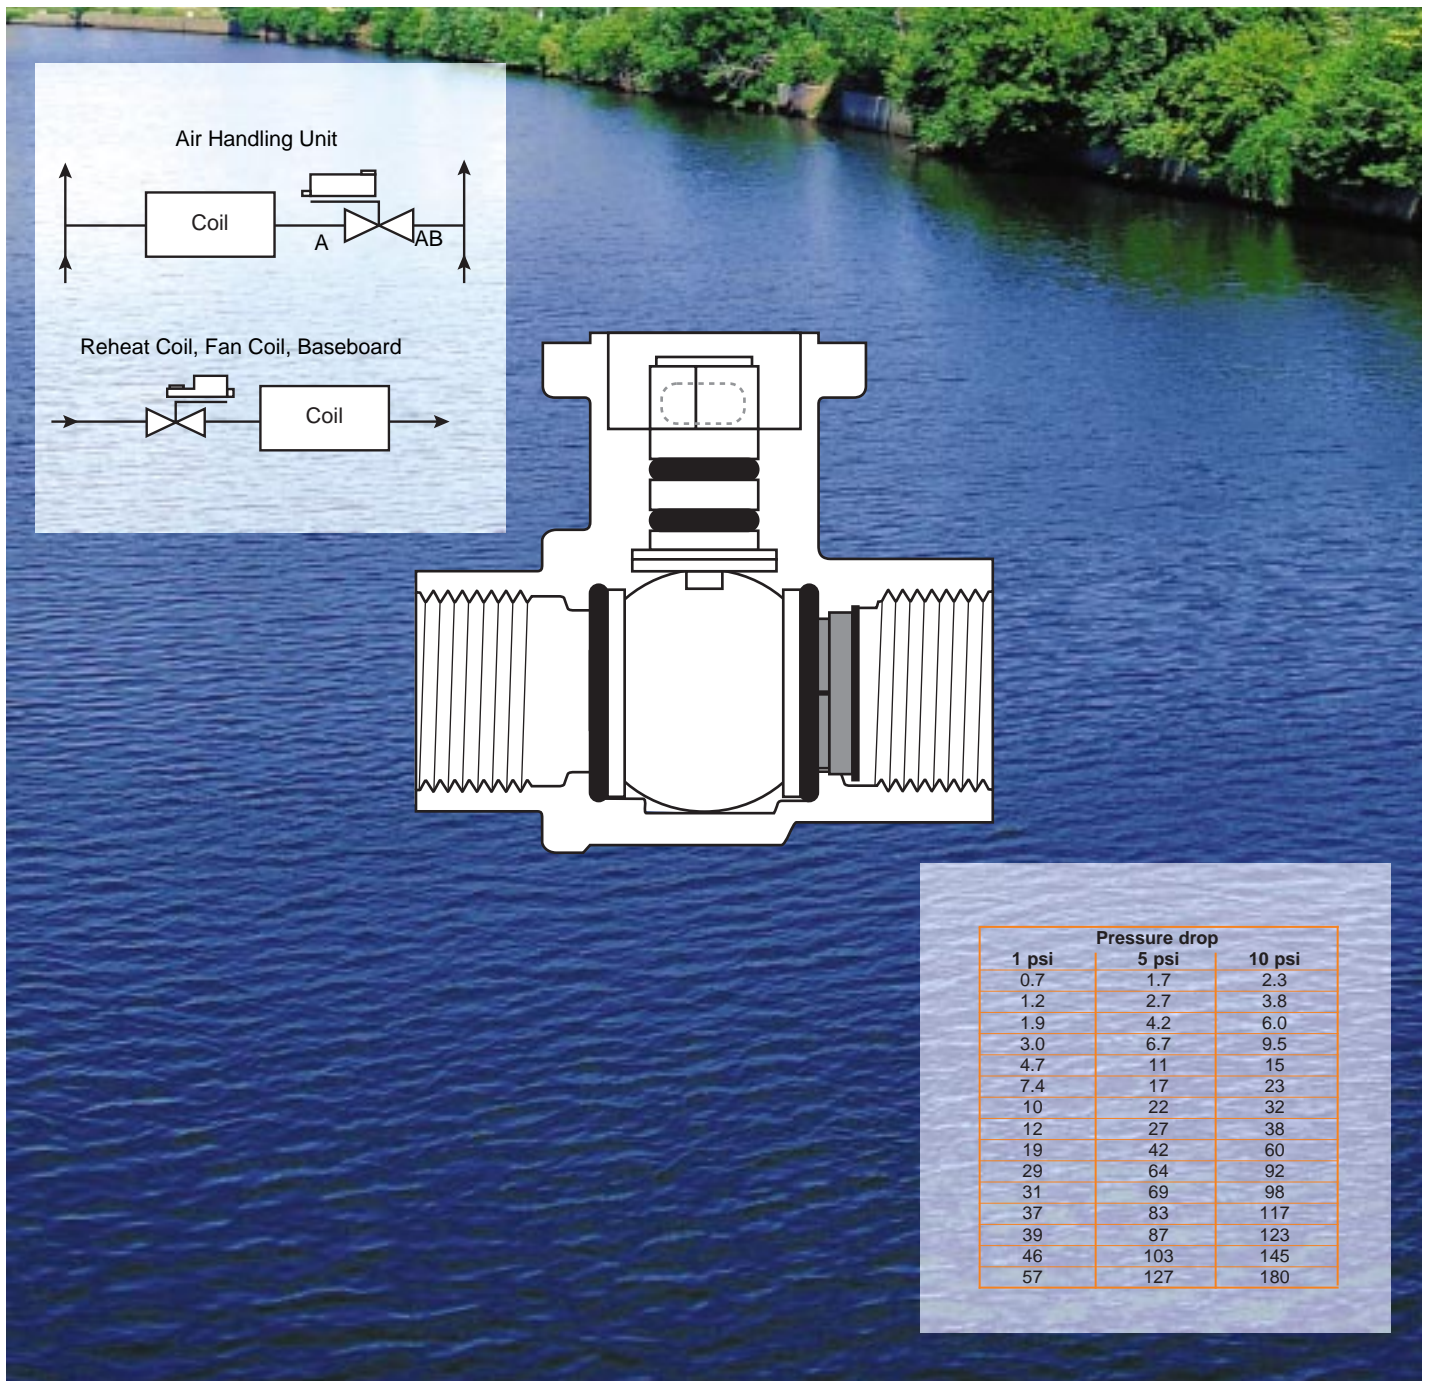 Air Handling Unit
Coil
A
AB
Reheat Coil, Fan Coil, Baseboard
Coil
Pressure drop
1 psi 5 psi 10 psi
0.7 1.7 2.3
1.2 2.7 3.8
1.9 4.2 6.0
3.0 6.7 9.5
4.7 11 15
7.4 17 23
10 22 32
12 27 38
19 42 60
29 64 92
31 69 98
37 83 117
39 87 123
46 103 145
57 127 180